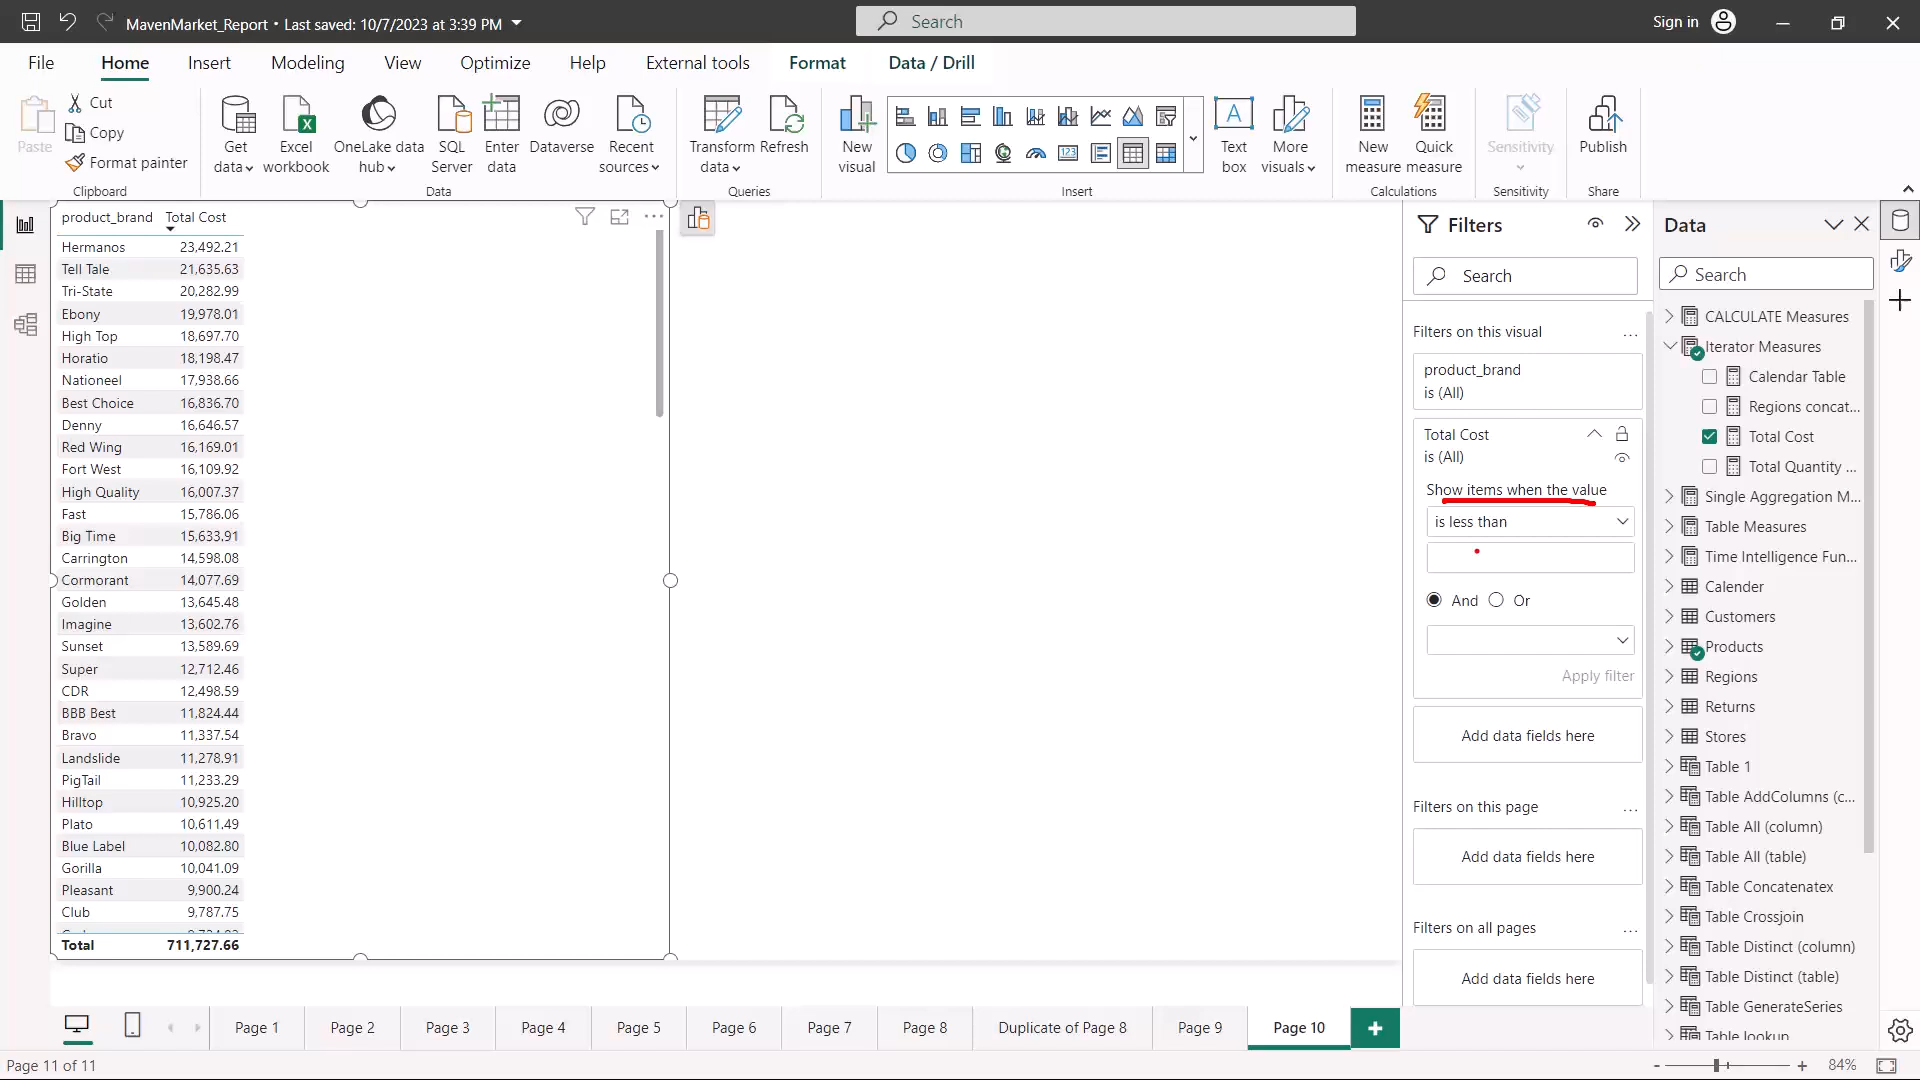 MavenMarket_Report • Last saved: 10/7/2023 at 3:39 PM
Search
Sign in
File Home Insert Modeling View Optimize Help External tools Format Data / Drill
Paste
Cut
Copy
Format painter
Clipboard
Get data
Excel workbook
OneLake data hub
SQL Server
Enter data
Dataverse
Recent sources
Data
Transform data
Refresh
Queries
New visual
Text box
More visuals
Insert
New measure
Quick measure
Calculations
Sensitivity
Sensitivity
Publish
Share
product_brand Total Cost
Hermanos 23,492.21
Tell Tale 21,635.63
Tri-State 20,282.99
Ebony 19,978.01
High Top 18,697.70
Horatio 18,198.47
Nationeel 17,938.66
Best Choice 16,836.70
Denny 16,646.57
Red Wing 16,169.01
Fort West 16,109.92
High Quality 16,007.37
Fast 15,786.06
Big Time 15,633.91
Carrington 14,598.08
Cormorant 14,077.69
Golden 13,645.48
Imagine 13,602.76
Sunset 13,589.69
Super 12,712.46
CDR 12,498.59
BBB Best 11,824.44
Bravo 11,337.54
Landslide 11,278.91
PigTail 11,233.29
Hilltop 10,925.20
Plato 10,611.49
Blue Label 10,082.80
Gorilla 10,041.09
Pleasant 9,900.24
Club 9,787.75
Total 711,727.66
Filters
Search
Filters on this visual ...
product_brand
is (All)
Total Cost
is (All)
Show items when the value
is less than
And Or
Apply filter
Add data fields here
Filters on this page ...
Add data fields here
Filters on all pages ...
Add data fields here
Data
Search
CALCULATE Measures
Iterator Measures
Calendar Table
Regions concat...
Total Cost
Total Quantity ...
Single Aggregation M...
Table Measures
Time Intelligence Fun...
Calender
Customers
Products
Regions
Returns
Stores
Table 1
Table AddColumns (c...
Table All (column)
Table All (table)
Table Concatenatex
Table Crossjoin
Table Distinct (column)
Table Distinct (table)
Table GenerateSeries
Table lookup
Page 1 Page 2 Page 3 Page 4 Page 5 Page 6 Page 7 Page 8 Duplicate of Page 8 Page 9 Page 10
Page 11 of 11
- + 84%